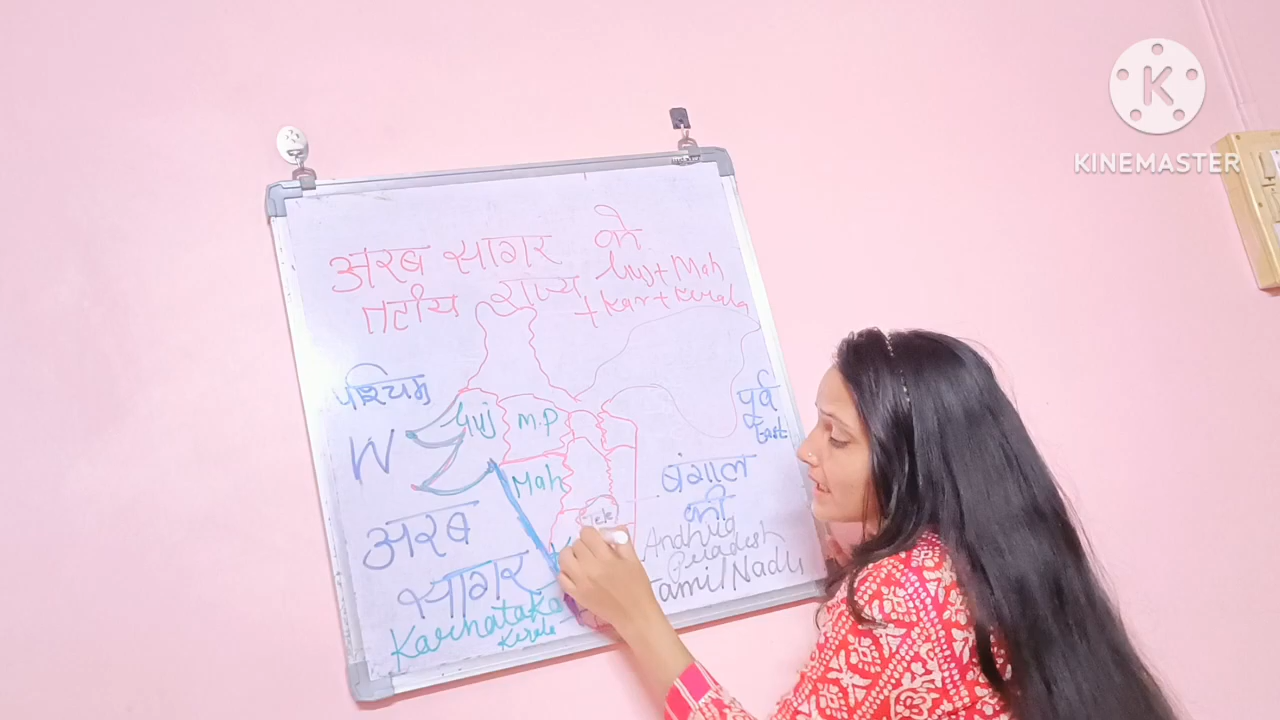 अरब सागर के
तटीय राज्य Guj + Mah
+ Kar + Kerala
पश्चिम
W
Guj
M.P
Mah
Tele
पूर्व
East
बंगाल
की
अरब
सागर
Andhra
Pradesh
Tamil Nadu
Karnataka
Kerala
KINEMASTER